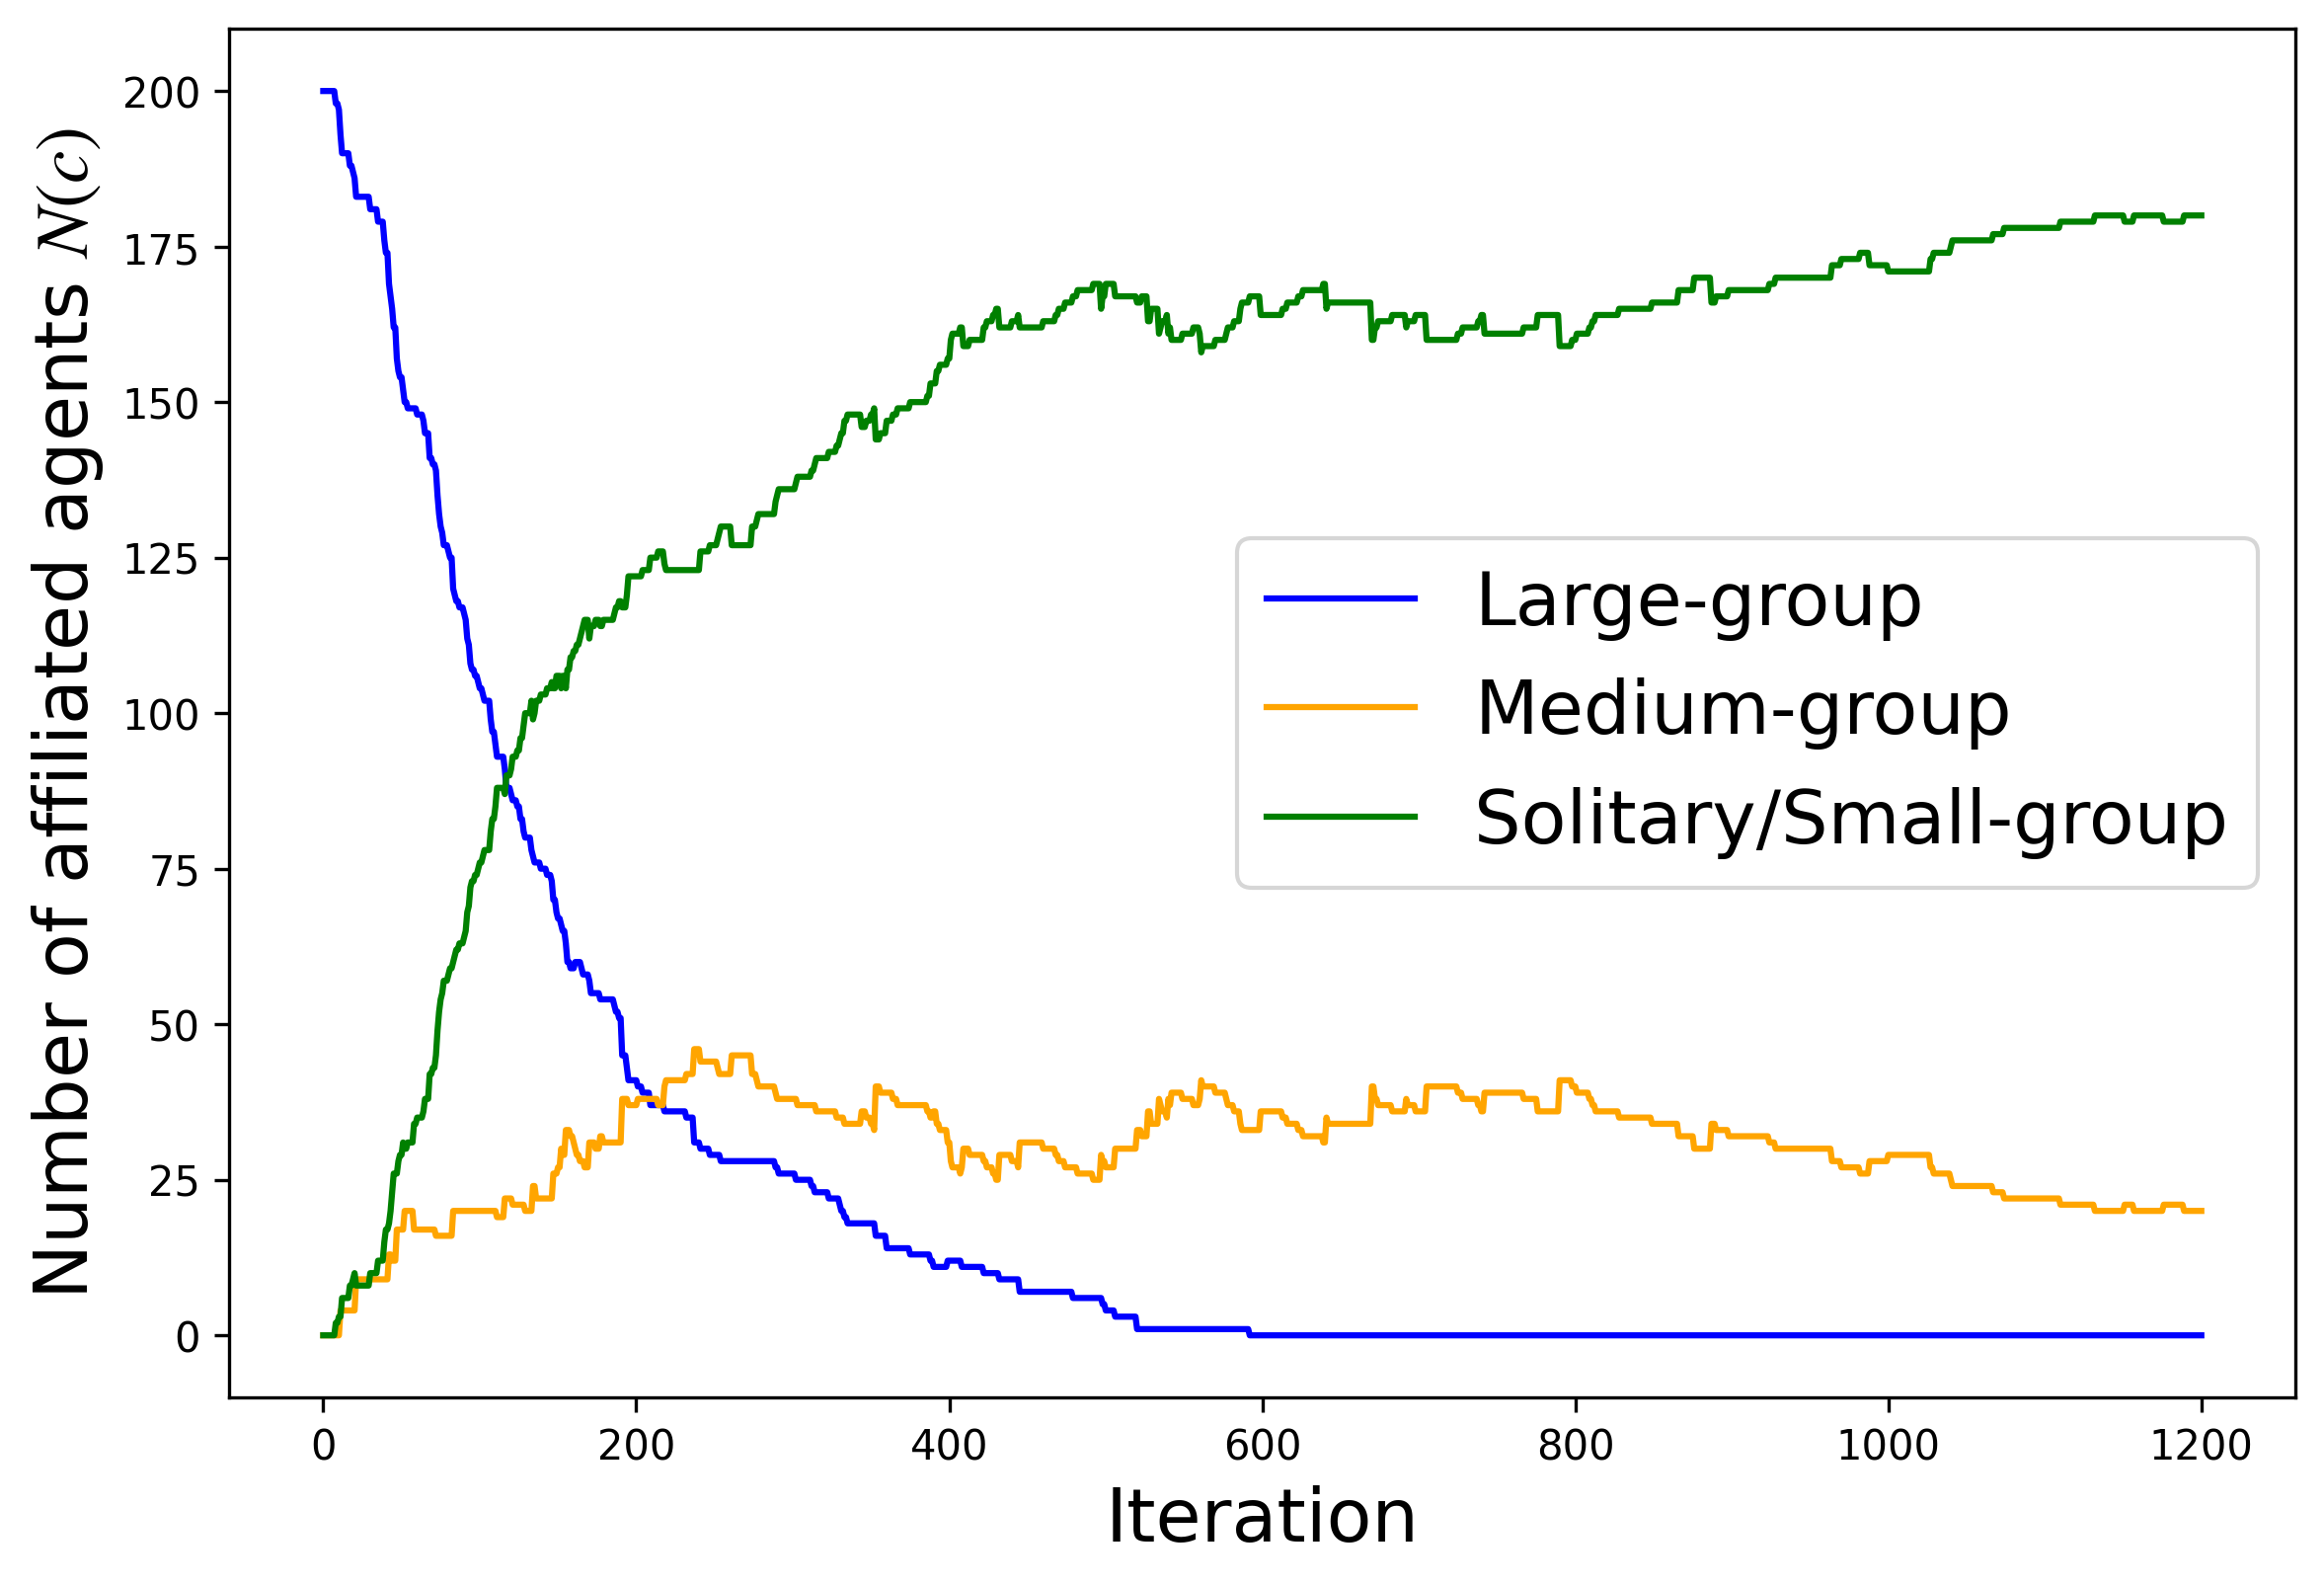 Number of affiliated agents N(c)
200
175
150
125
100
75
50
25
0
Large-group
Medium-group
Solitary/Small-group
0 200 400 600 800 1000 1200
Iteration